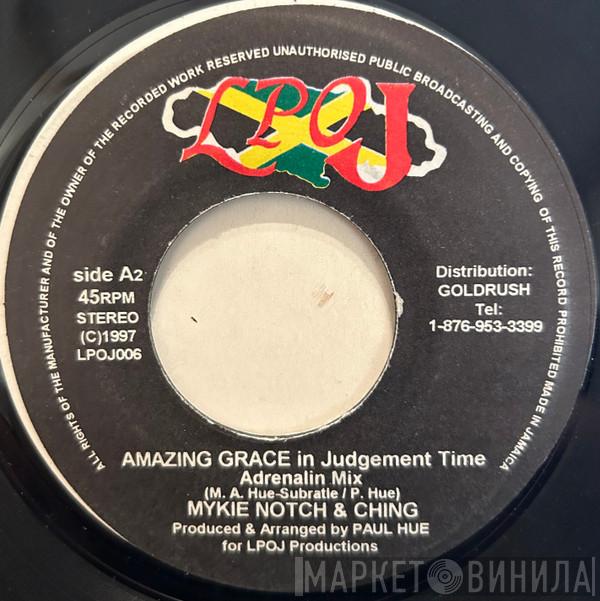 ALL RIGHTS OF THE MANUFACTURER AND OF THE OWNER OF THE RECORDED WORK RESERVED UNAUTHORISED PUBLIC BROADCASTING AND COPYING OF THIS RECORD PROHIBITED MADE IN JAMAICA
LPOJ
side A2
45RPM
STEREO
(C)1997
LPOJ006
Distribution:
GOLDRUSH
Tel:
1-876-953-3399
AMAZING GRACE in Judgement Time
Adrenalin Mix
(M. A. Hue-Subratle / P. Hue)
MYKIE NOTCH & CHING
Produced & Arranged by PAUL HUE
for LPOJ Productions
МАРКЕТ ВИНИЛА